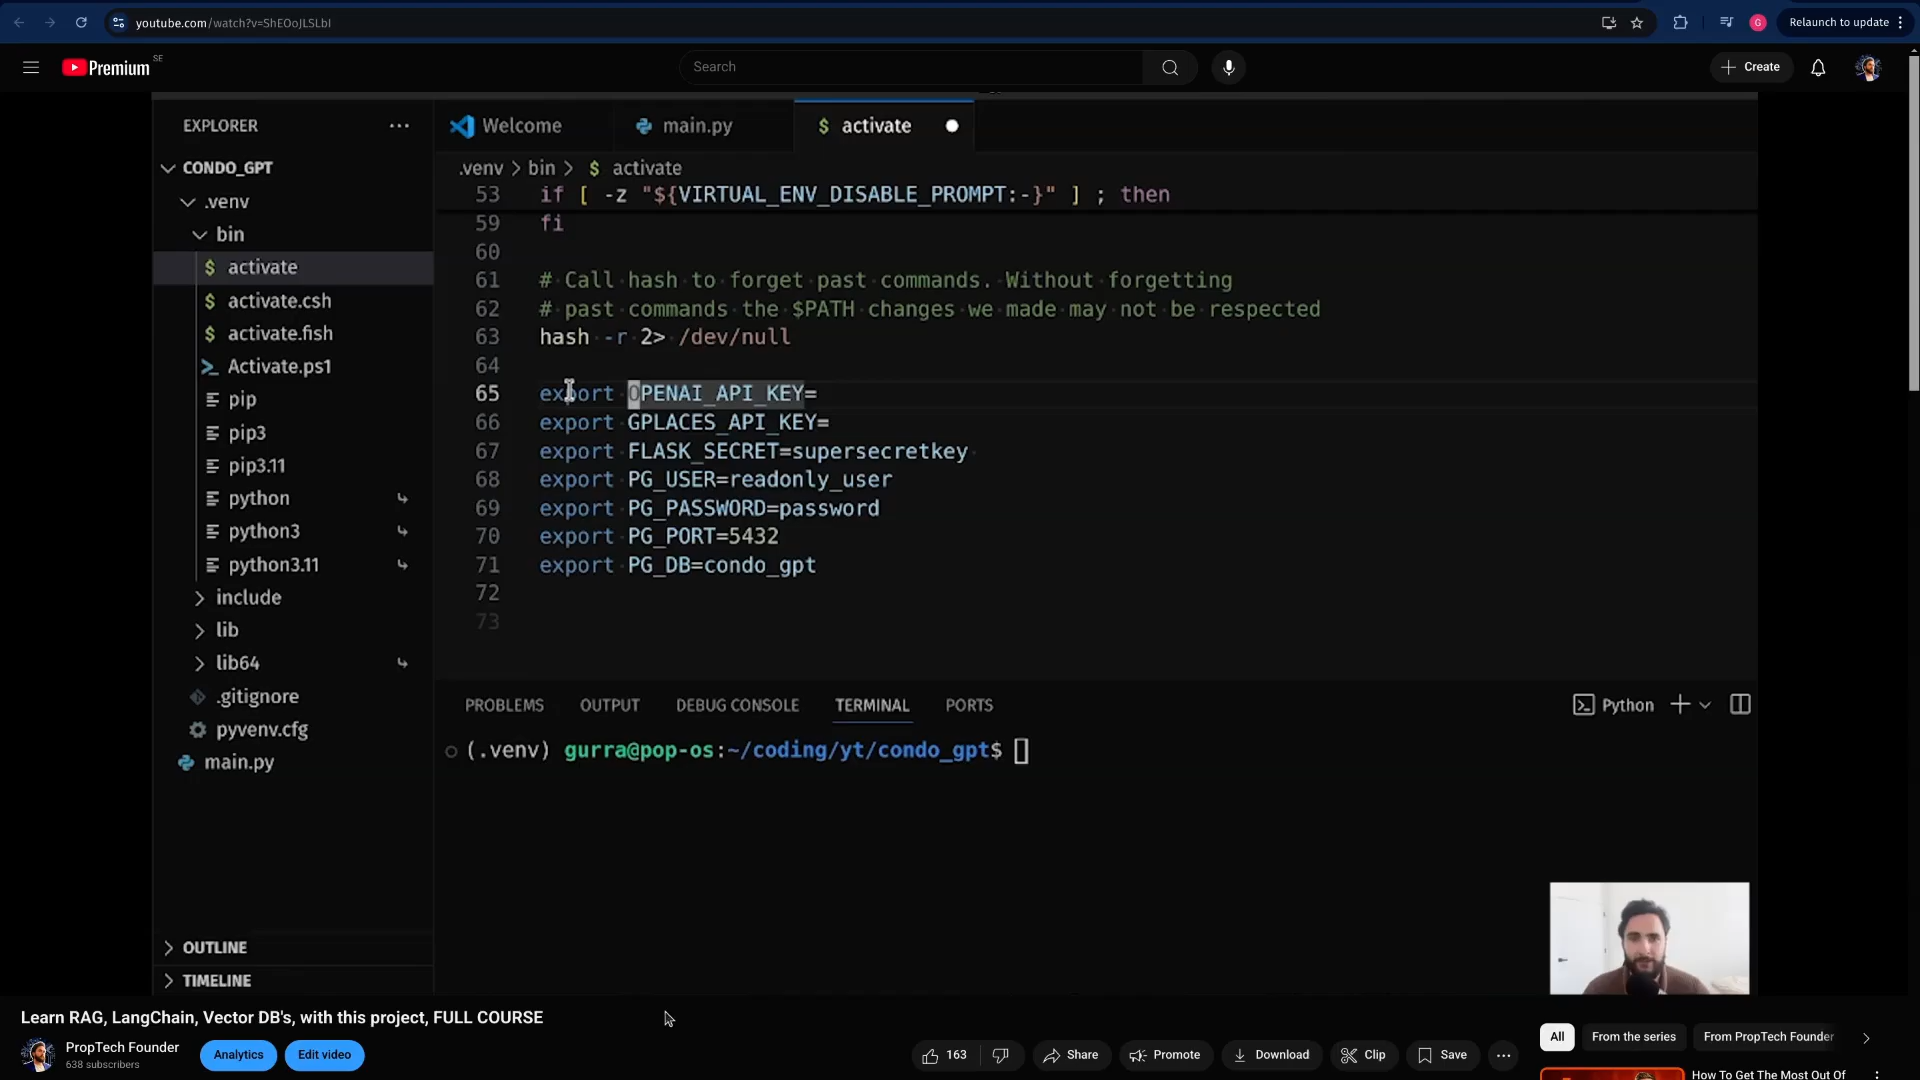 youtube.com/watch?v=ShEOoJLSLbI
G
Relaunch to update
Premium SE
Search
Create
EXPLORER
CONDO_GPT
.venv
bin
activate
activate.csh
activate.fish
Activate.ps1
pip
pip3
pip3.11
python
python3
python3.11
include
lib
lib64
.gitignore
pyvenv.cfg
main.py
OUTLINE
TIMELINE
Welcome
main.py
$ activate
.venv > bin > $ activate
53 if [ -z "${VIRTUAL_ENV_DISABLE_PROMPT:-}" ] ; then
59 fi
60
61 # Call hash to forget past commands. Without forgetting
62 # past commands the $PATH changes we made may not be respected
63 hash -r 2> /dev/null
64
65 export OPENAI_API_KEY=
66 export GPLACES_API_KEY=
67 export FLASK_SECRET=supersecretkey
68 export PG_USER=readonly_user
69 export PG_PASSWORD=password
70 export PG_PORT=5432
71 export PG_DB=condo_gpt
72
73
PROBLEMS OUTPUT DEBUG CONSOLE TERMINAL PORTS
Python
(.venv) gurra@pop-os:~/coding/yt/condo_gpt$
Learn RAG, LangChain, Vector DB's, with this project, FULL COURSE
PropTech Founder
638 subscribers
Analytics
Edit video
163
Share
Promote
Download
Clip
Save
All
From the series
From PropTech Founder
How To Get The Most Out Of